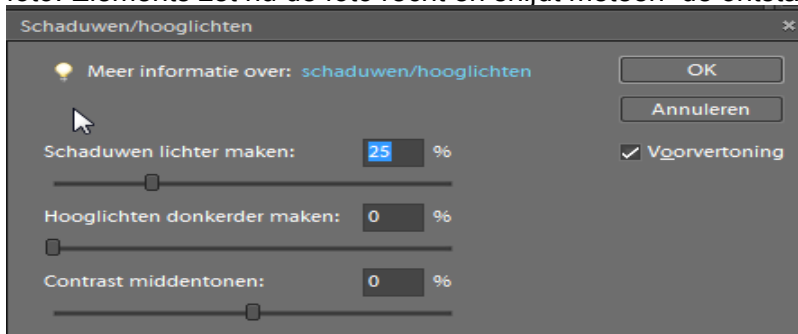 Schaduwen/hooglichten
Meer informatie over: schaduwen/hooglichten
OK
Annuleren
Schaduwen lichter maken: 25 %
Voorvertoning
Hooglichten donkerder maken: 0 %
Contrast middentonen: 0 %